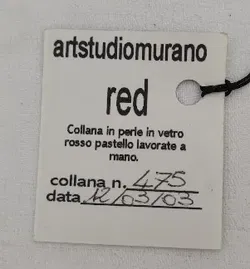 artstudiomurano
red
Collana in perle in vetro
rosso pastello lavorate a
mano.
collana n. 475
data 12/03/03